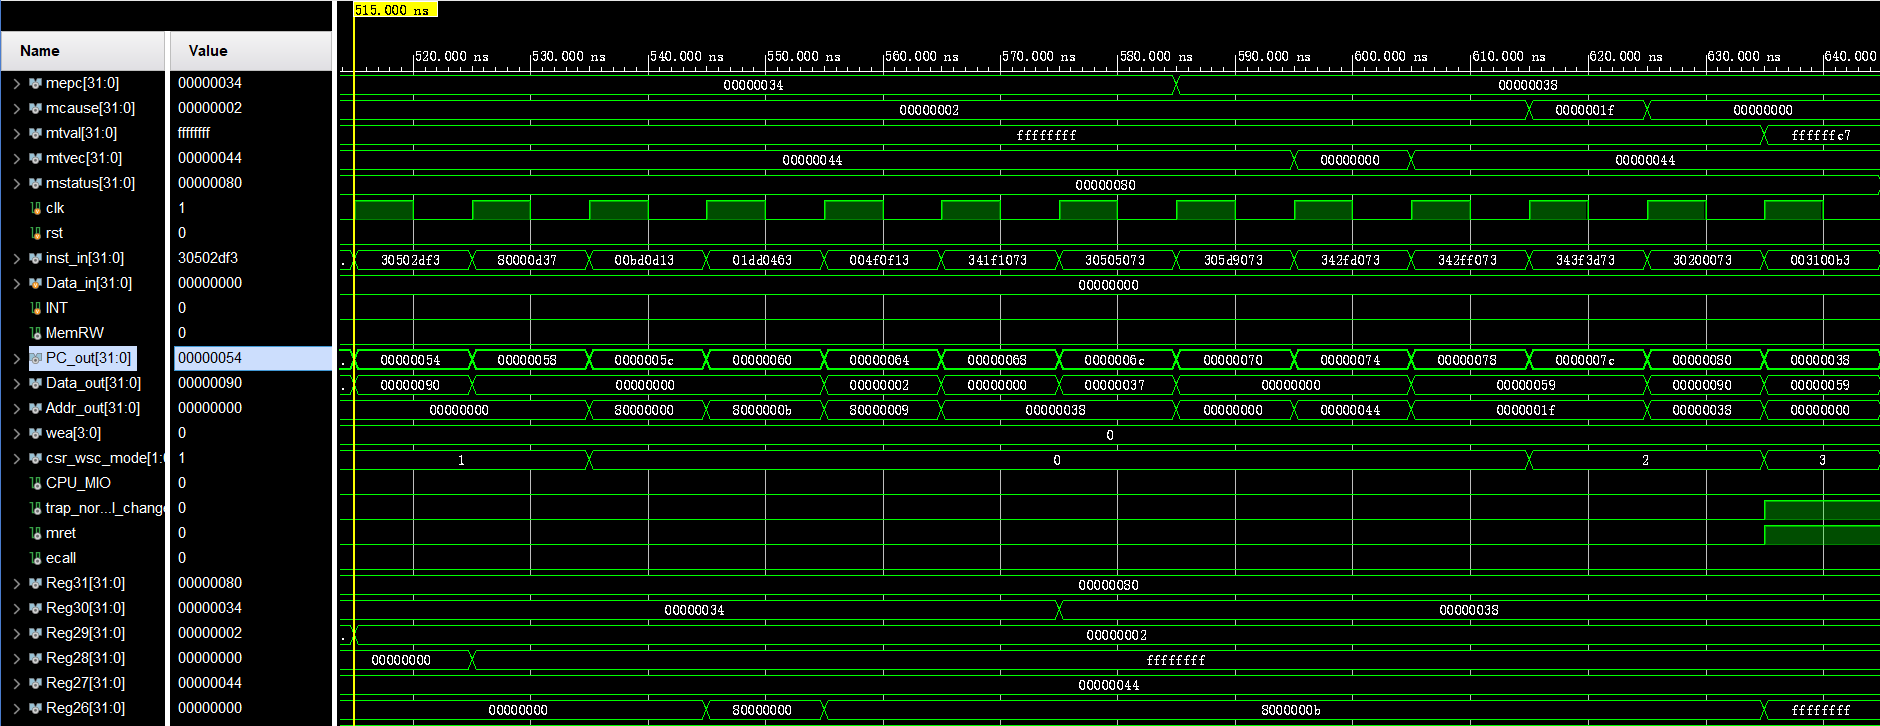 515.000 ns
Name Value
520.000 ns 530.000 ns 540.000 ns 550.000 ns 560.000 ns 570.000 ns 580.000 ns 590.000 ns 600.000 ns 610.000 ns 620.000 ns 630.000 ns 640.000
mepc[31:0] 00000034 00000034 00000038
mcause[31:0] 00000002 00000002 0000001f 00000000
mtval[31:0] ffffffff ffffffff ffffffc7
mtvec[31:0] 00000044 00000044 00000000 00000044
mstatus[31:0] 00000080 00000080
clk 1
rst 0
inst_in[31:0] 30502df3 . 30502df3 80000d37 00bd0d13 01dd0463 004f0f13 341f1073 30505073 305d9073 342fd073 342ff073 343f3d73 30200073 003100b3
Data_in[31:0] 00000000 00000000
INT 0
MemRW 0
PC_out[31:0] 00000054 . 00000054 00000058 0000005c 00000060 00000064 00000068 0000006c 00000070 00000074 00000078 0000007c 00000080 00000038
Data_out[31:0] 00000090 . 00000090 00000000 00000002 00000000 00000037 00000000 00000059 00000090 00000059
Addr_out[31:0] 00000000 00000000 80000000 8000000b 80000009 00000038 00000000 00000044 0000001f 00000038 00000000
wea[3:0] 0 0
csr_wsc_mode[1:0 1 1 0 2 3
CPU_MIO 0
trap_nor...l_change 0
mret 0
ecall 0
Reg31[31:0] 00000080 00000080
Reg30[31:0] 00000034 00000034 00000038
Reg29[31:0] 00000002 . 00000002
Reg28[31:0] 00000000 00000000 ffffffff
Reg27[31:0] 00000044 00000044
Reg26[31:0] 00000000 00000000 80000000 8000000b ffffffff